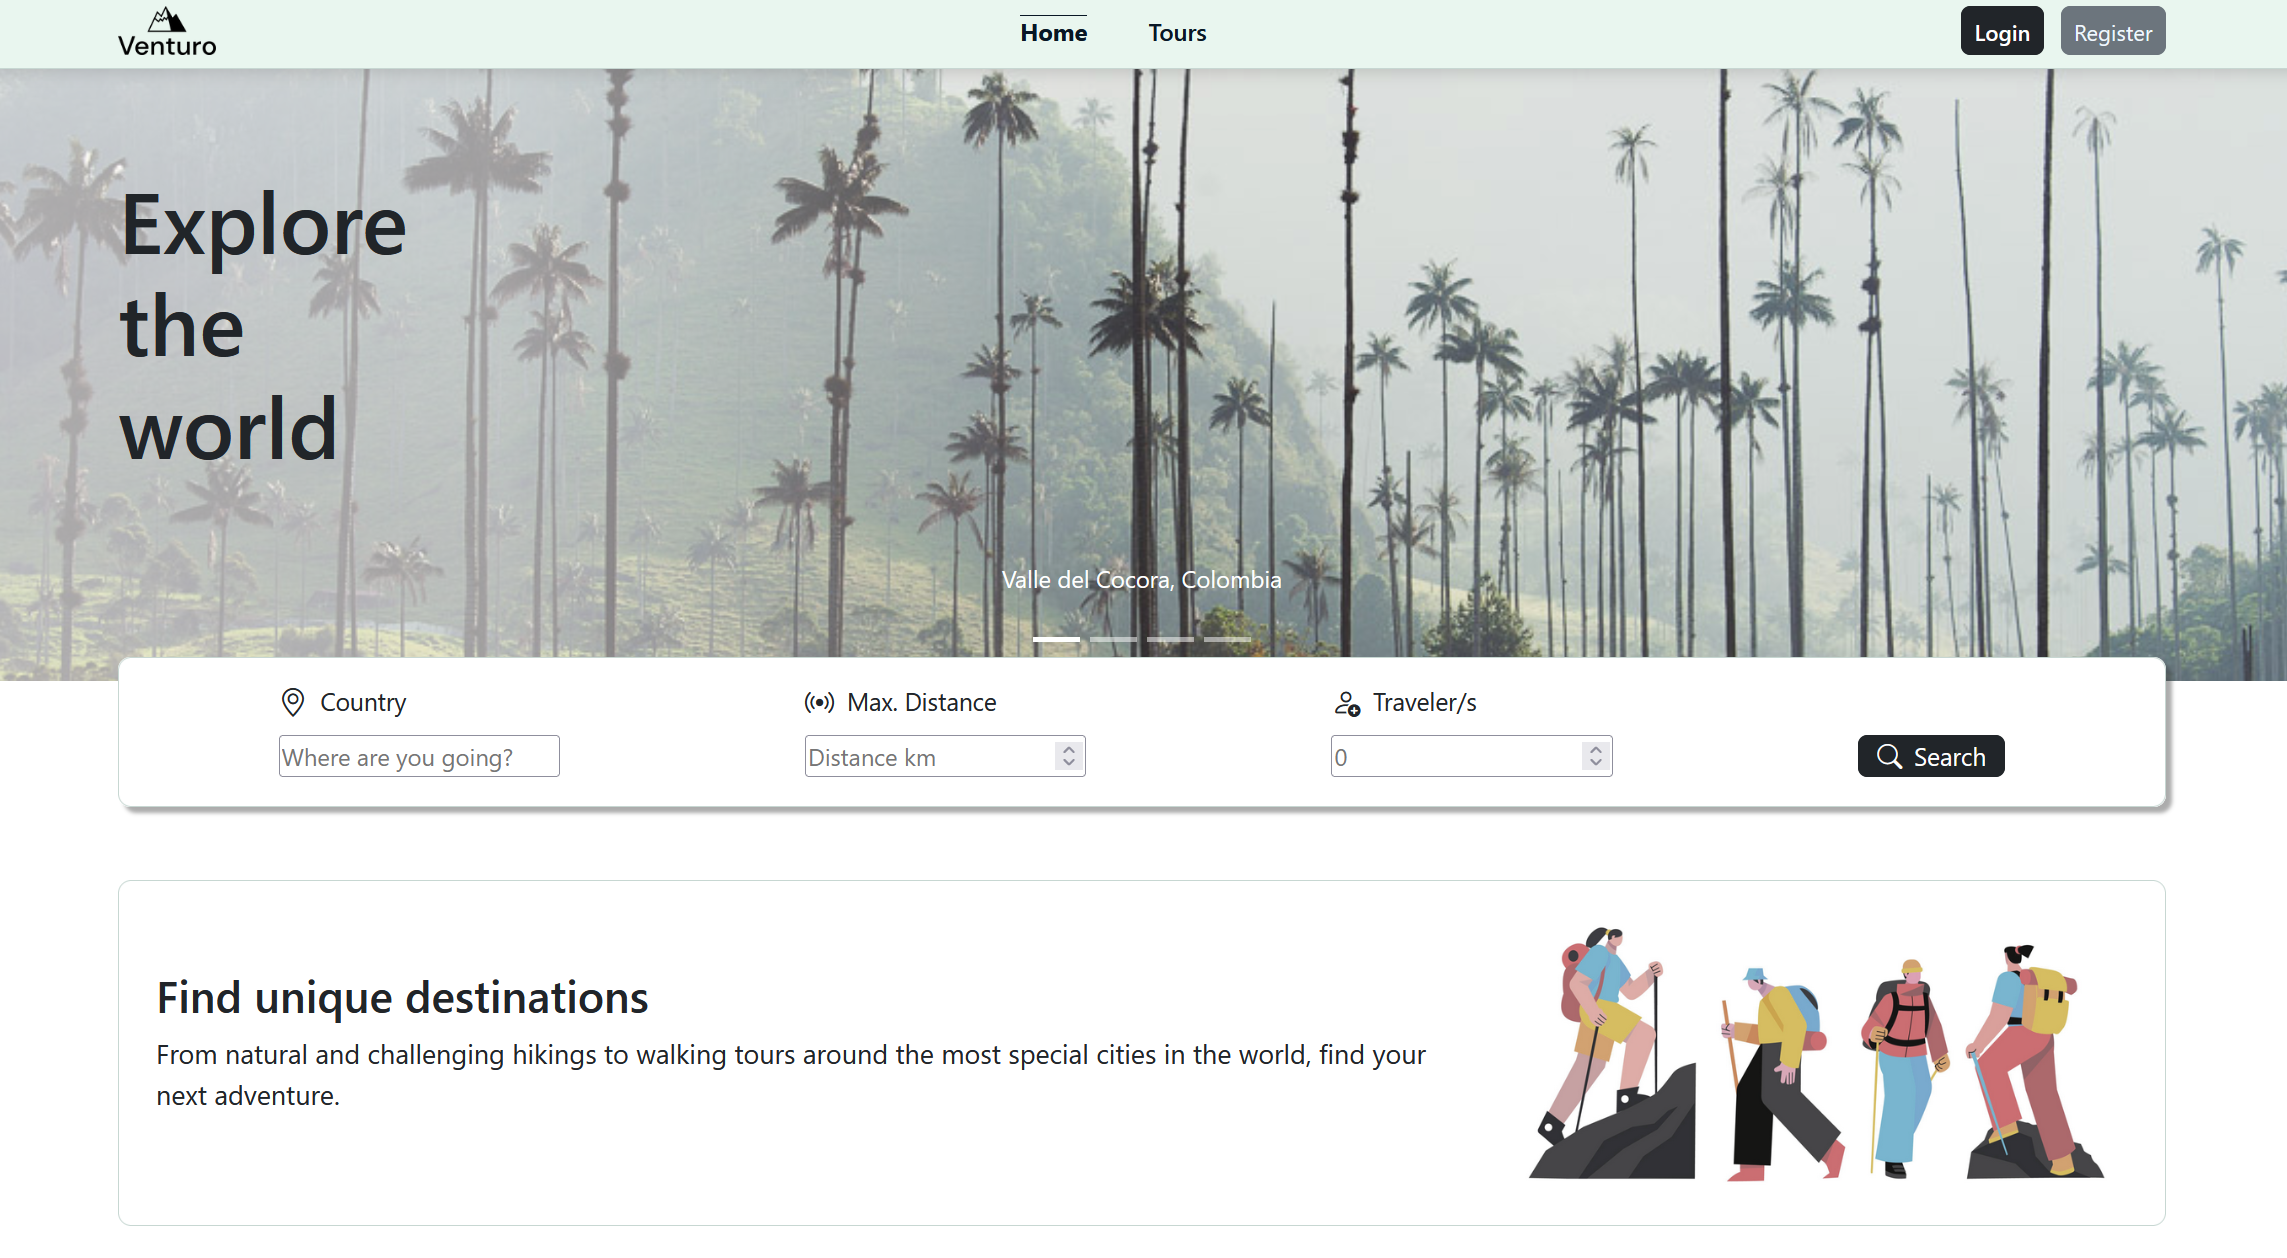 Venturo
Home
Tours
Login
Register
Explore
the
world
Valle del Cocora, Colombia
Country
Max. Distance
Traveler/s
Where are you going?
Distance km
0
Search
Find unique destinations
From natural and challenging hikings to walking tours around the most special cities in the world, find your
next adventure.